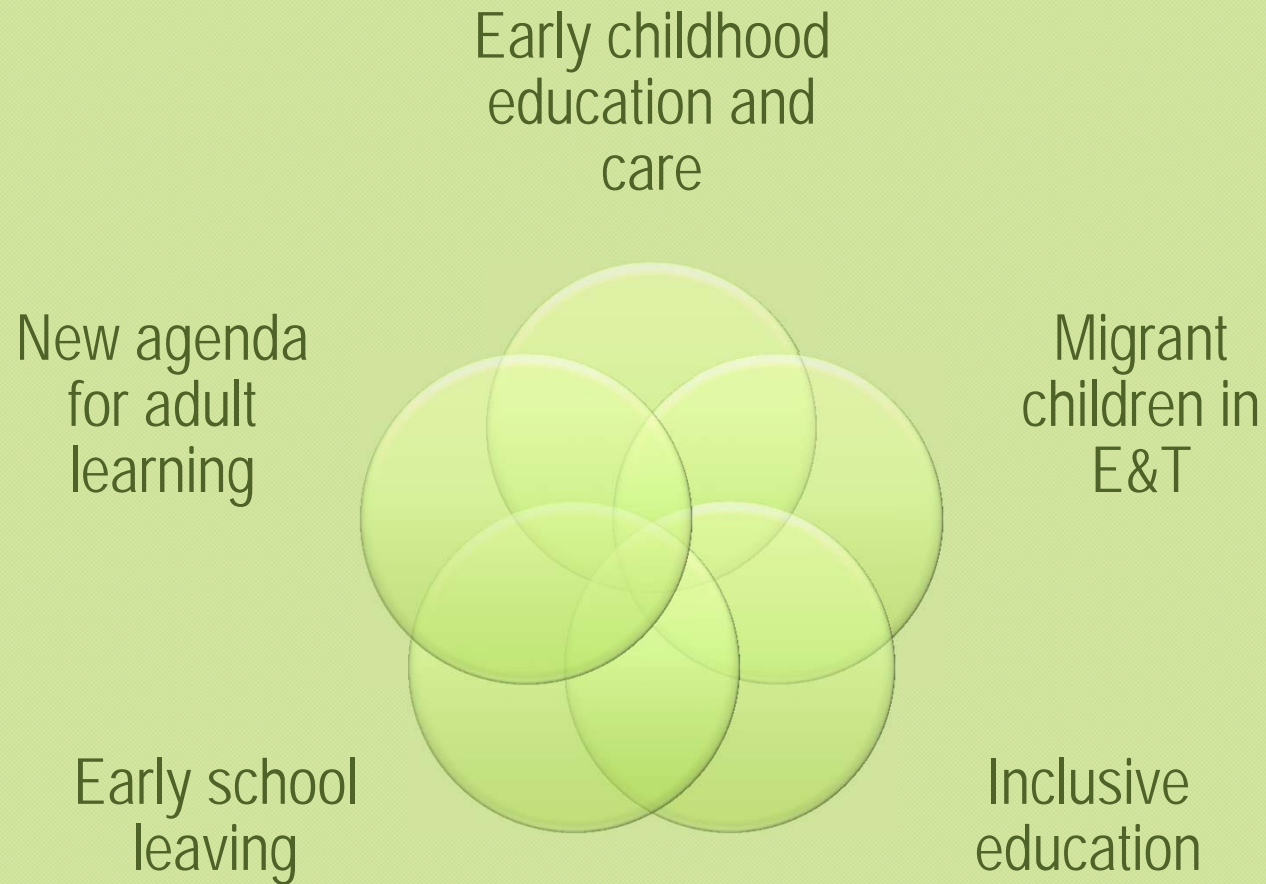 Early childhood
education and
care
New agenda
for adult
learning
Migrant
children in
E&T
Early school
leaving
Inclusive
education